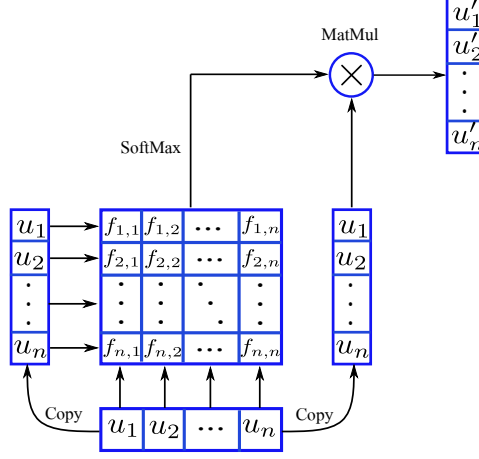 u′₁
MatMul
u′₂
⋮
u′ₙ
SoftMax
u₁ f₁,₁ f₁,₂ ... f₁,ₙ u₁
u₂ f₂,₁ f₂,₂ ... f₂,ₙ u₂
⋮ ⋮ ⋮ ⋱ ⋮ ⋮
uₙ fₙ,₁ fₙ,₂ ... fₙ,ₙ uₙ
Copy u₁ u₂ ... uₙ Copy